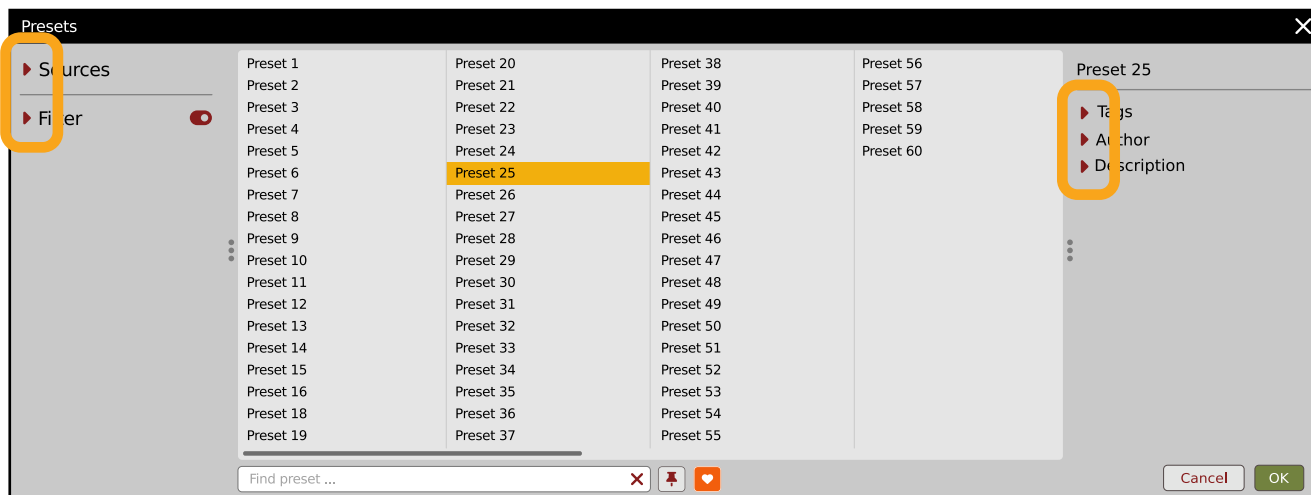 Presets
Sources
Filter
Preset 1
Preset 2
Preset 3
Preset 4
Preset 5
Preset 6
Preset 7
Preset 8
Preset 9
Preset 10
Preset 11
Preset 12
Preset 13
Preset 14
Preset 15
Preset 16
Preset 18
Preset 19
Preset 20
Preset 21
Preset 22
Preset 23
Preset 24
Preset 25
Preset 26
Preset 27
Preset 28
Preset 29
Preset 30
Preset 31
Preset 32
Preset 33
Preset 34
Preset 35
Preset 36
Preset 37
Preset 38
Preset 39
Preset 40
Preset 41
Preset 42
Preset 43
Preset 44
Preset 45
Preset 46
Preset 47
Preset 48
Preset 49
Preset 50
Preset 51
Preset 52
Preset 53
Preset 54
Preset 55
Preset 56
Preset 57
Preset 58
Preset 59
Preset 60
Preset 25
Tags
Author
Description
Find preset ...
Cancel
OK